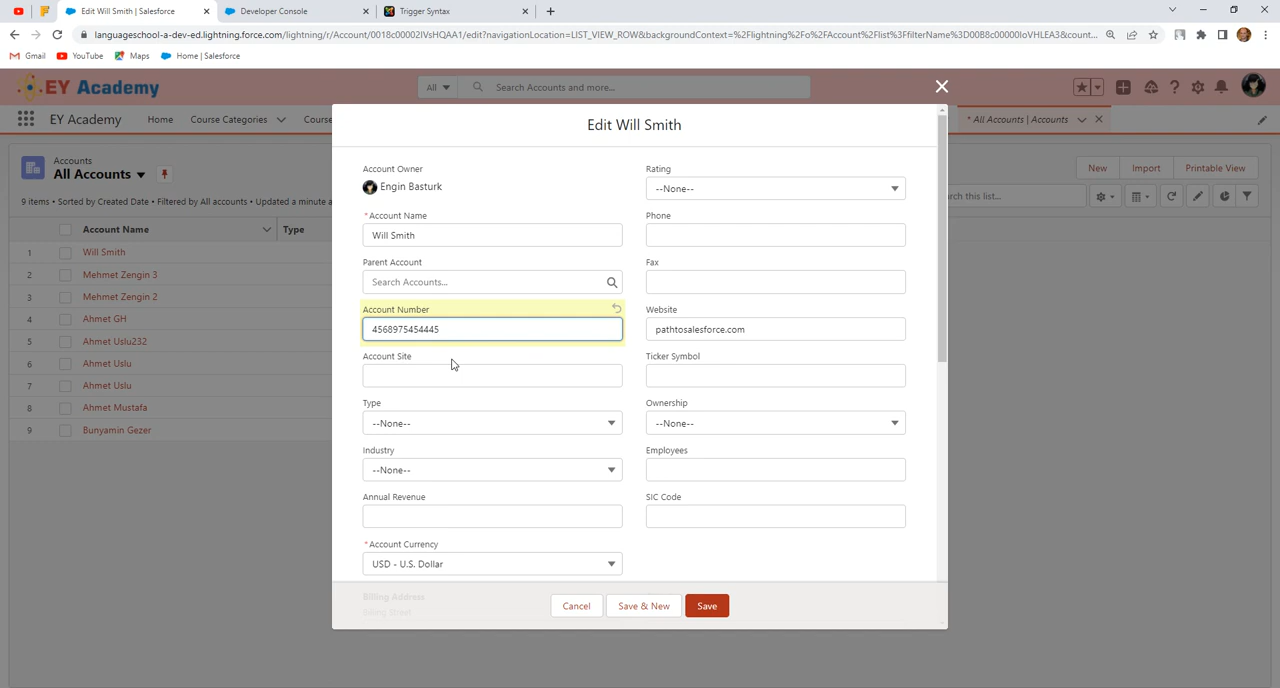 Edit Will Smith | Salesforce
Developer Console
Trigger Syntax
languageschool-a-dev-ed.lightning.force.com/lightning/r/Account/0018c00002IVsHQAA1/edit?navigationLocation=LIST_VIEW_ROW&backgroundContext=%2Flightning%2Fo%2FAccount%2Flist%3FfilterName%3D00B8c00000IoVHLEA3&count...
Gmail
YouTube
Maps
Home | Salesforce
EY Academy
All
Search Accounts and more...
EY Academy
Home
Course Categories
Course
* All Accounts | Accounts
Accounts
All Accounts
9 items • Sorted by Created Date • Filtered by All accounts • Updated a minute a
New
Import
Printable View
ch this list...
Account Name
Type
1 Will Smith
2 Mehmet Zengin 3
3 Mehmet Zengin 2
4 Ahmet GH
5 Ahmet Uslu232
6 Ahmet Uslu
7 Ahmet Uslu
8 Ahmet Mustafa
9 Bunyamin Gezer
Edit Will Smith
Account Owner
Engin Basturk
Rating
--None--
*Account Name
Will Smith
Phone
Parent Account
Search Accounts...
Fax
Account Number
4568975454445
Website
pathtosalesforce.com
Account Site
Ticker Symbol
Type
--None--
Ownership
--None--
Industry
--None--
Employees
Annual Revenue
SIC Code
*Account Currency
USD - U.S. Dollar
Billing Address
Billing Street
Cancel
Save & New
Save